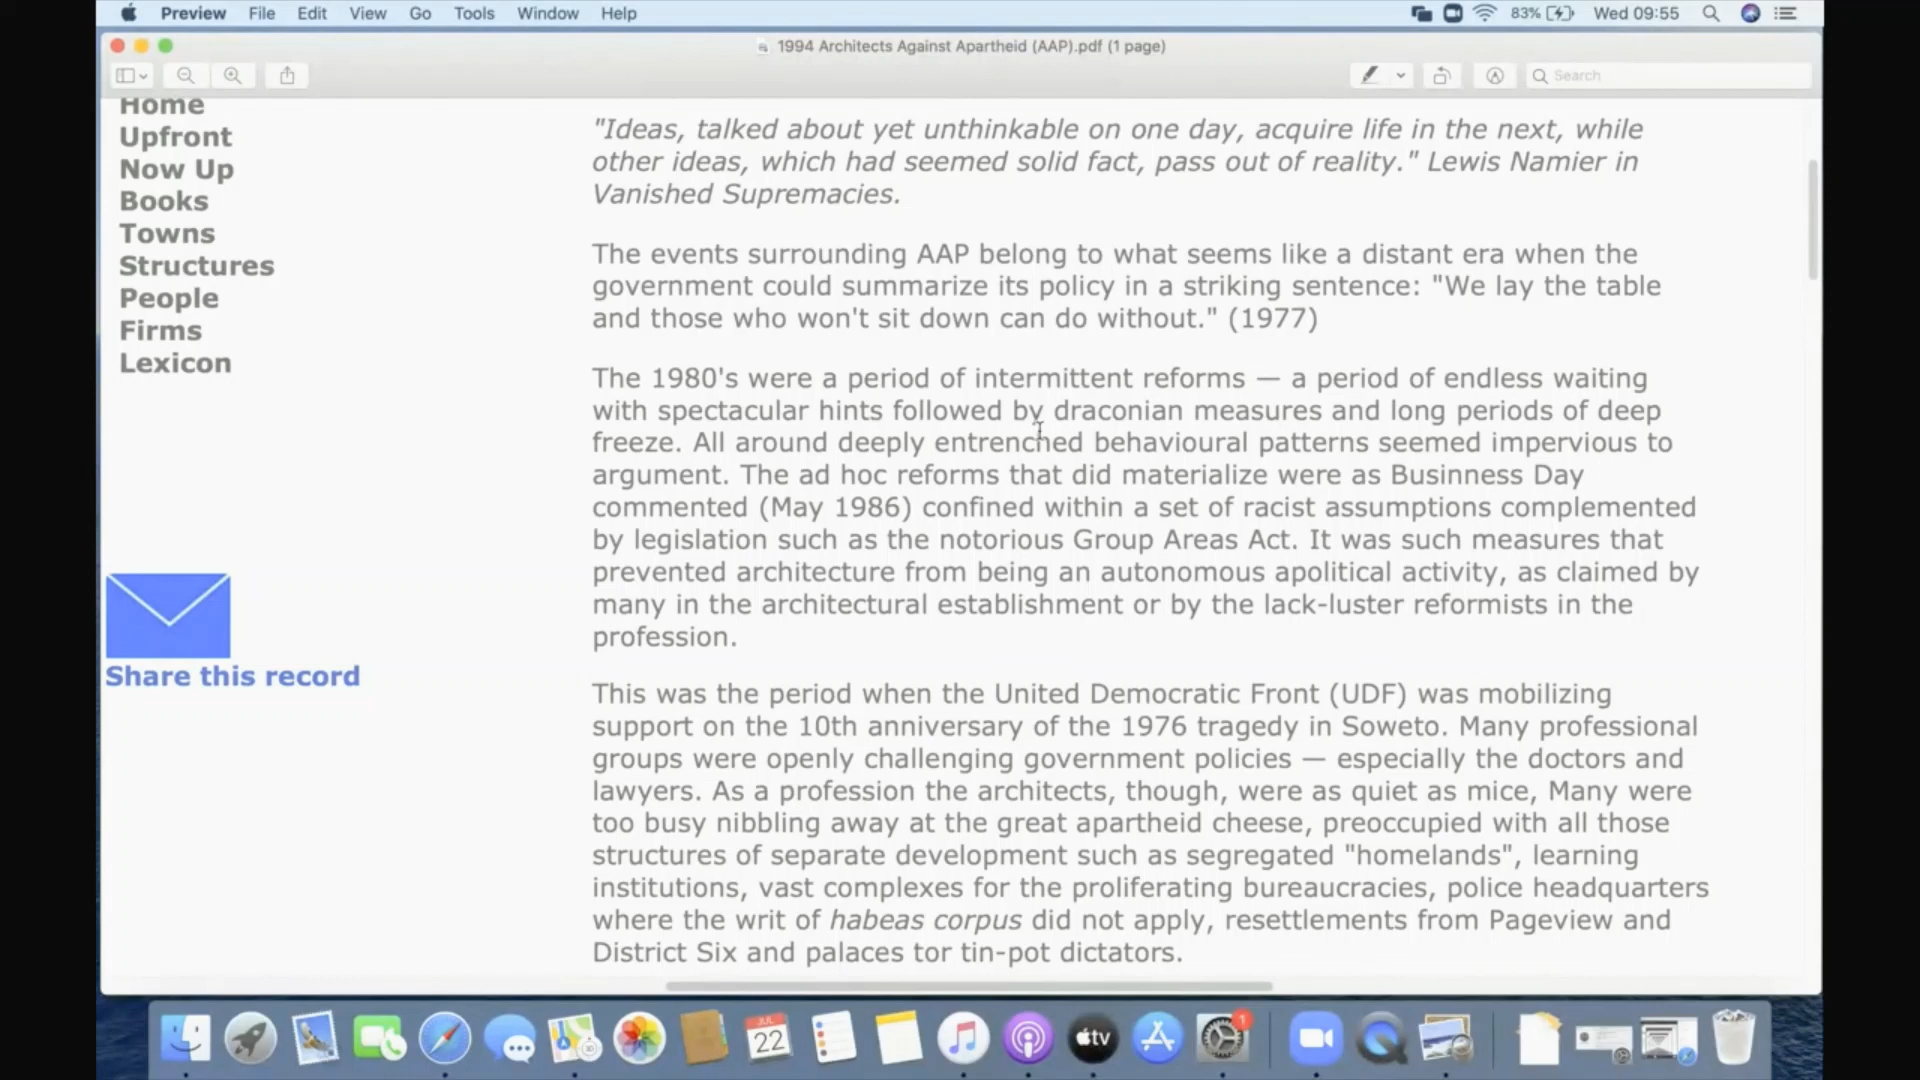 Preview File Edit View Go Tools Window Help 83% Wed 09:55
1994 Architects Against Apartheid (AAP).pdf (1 page)
Search
Home
Upfront
Now Up
Books
Towns
Structures
People
Firms
Lexicon
Share this record
"Ideas, talked about yet unthinkable on one day, acquire life in the next, while
other ideas, which had seemed solid fact, pass out of reality." Lewis Namier in
Vanished Supremacies.
The events surrounding AAP belong to what seems like a distant era when the
government could summarize its policy in a striking sentence: "We lay the table
and those who won't sit down can do without." (1977)
The 1980's were a period of intermittent reforms — a period of endless waiting
with spectacular hints followed by draconian measures and long periods of deep
freeze. All around deeply entrenched behavioural patterns seemed impervious to
argument. The ad hoc reforms that did materialize were as Businness Day
commented (May 1986) confined within a set of racist assumptions complemented
by legislation such as the notorious Group Areas Act. It was such measures that
prevented architecture from being an autonomous apolitical activity, as claimed by
many in the architectural establishment or by the lack-luster reformists in the
profession.
This was the period when the United Democratic Front (UDF) was mobilizing
support on the 10th anniversary of the 1976 tragedy in Soweto. Many professional
groups were openly challenging government policies — especially the doctors and
lawyers. As a profession the architects, though, were as quiet as mice, Many were
too busy nibbling away at the great apartheid cheese, preoccupied with all those
structures of separate development such as segregated "homelands", learning
institutions, vast complexes for the proliferating bureaucracies, police headquarters
where the writ of habeas corpus did not apply, resettlements from Pageview and
District Six and palaces tor tin-pot dictators.
JUL
22
tv
1